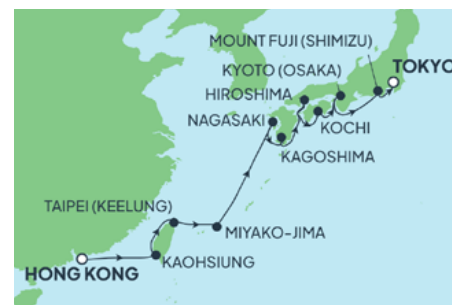 MOUNT FUJI (SHIMIZU)
TOKYO
KYOTO (OSAKA)
HIROSHIMA
NAGASAKI
KOCHI
KAGOSHIMA
TAIPEI (KEELUNG)
MIYAKO-JIMA
HONG KONG
KAOHSIUNG